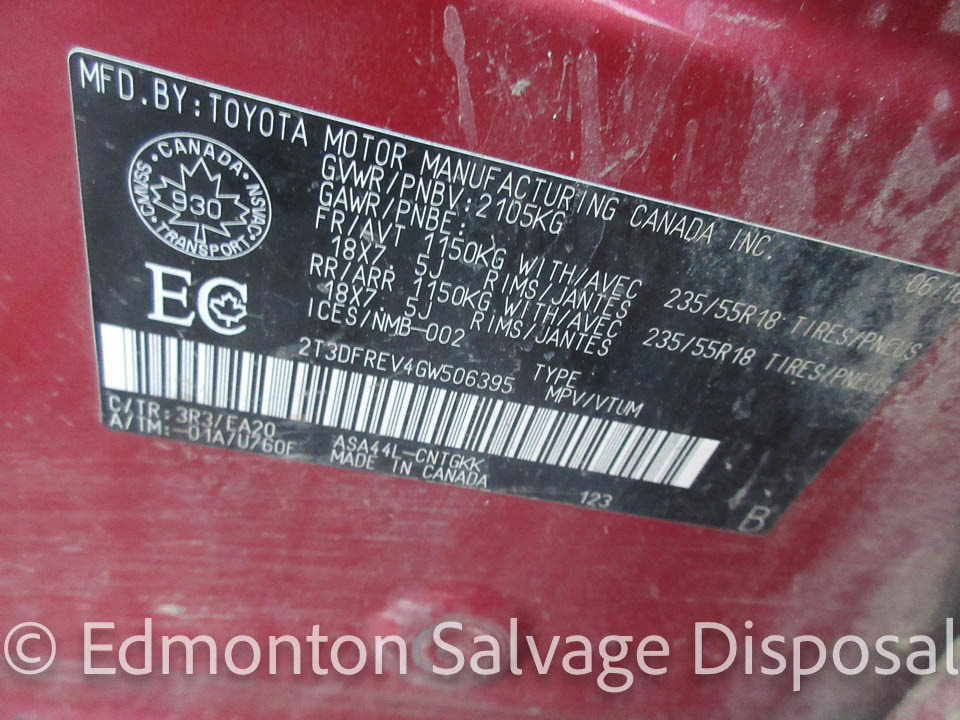 MFD.BY:TOYOTA MOTOR MANUFACTURING CANADA INC.
CANADA
CMVSS 930 NSVAC
TRANSPORT
EC
GVWR/PNBV:2105KG
GAWR/PNBE:
FR/AVT 1150KG WITH/AVEC 235/55R18 TIRES/PNEUS
18X7.5J RIMS/JANTES
RR/ARR 1150KG WITH/AVEC 235/55R18 TIRES/PNEUS
18X7.5J RIMS/JANTES
ICES/NMB-002
2T3DFREV4GW506395 TYPE:
MPV/VTUM
C/TR:3R3/EA20
A/TM:-01A/U760F
ASA44L-CNTGKK
MADE IN CANADA
123
B
© Edmonton Salvage Disposal